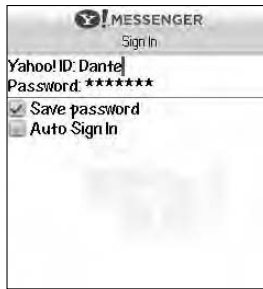 Y! MESSENGER
Sign In
Yahoo! ID: Dante
Password: *******
Save password
Auto Sign In